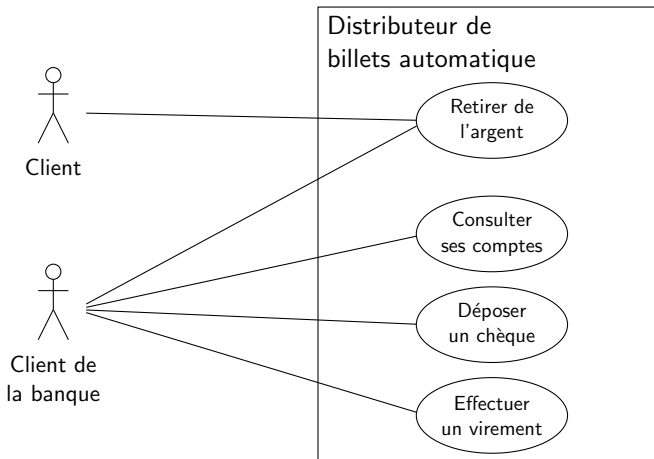 Distributeur de
billets automatique
Retirer de
l'argent
Client
Consulter
ses comptes
Déposer
un chèque
Client de
la banque
Effectuer
un virement